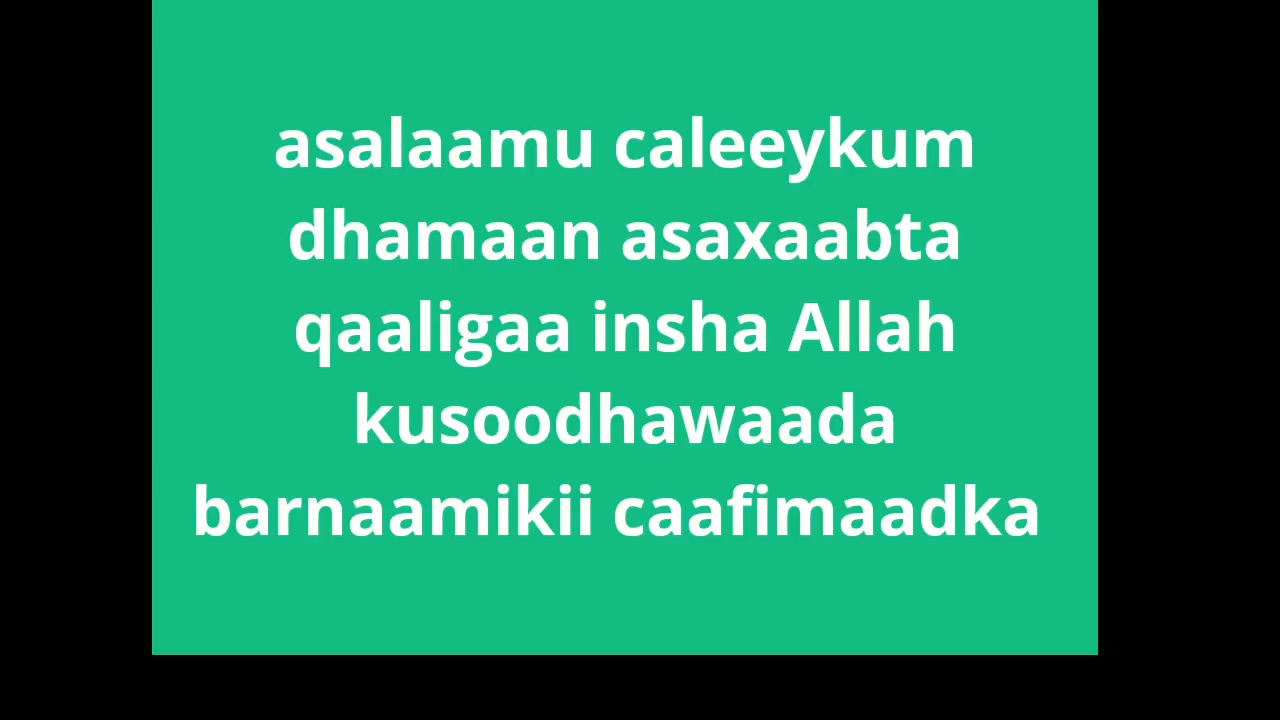 asalaamu caleeykum
dhamaan asaxaabta
qaaligaa insha Allah
kusoodhawaada
barnaamikii caafimaadka